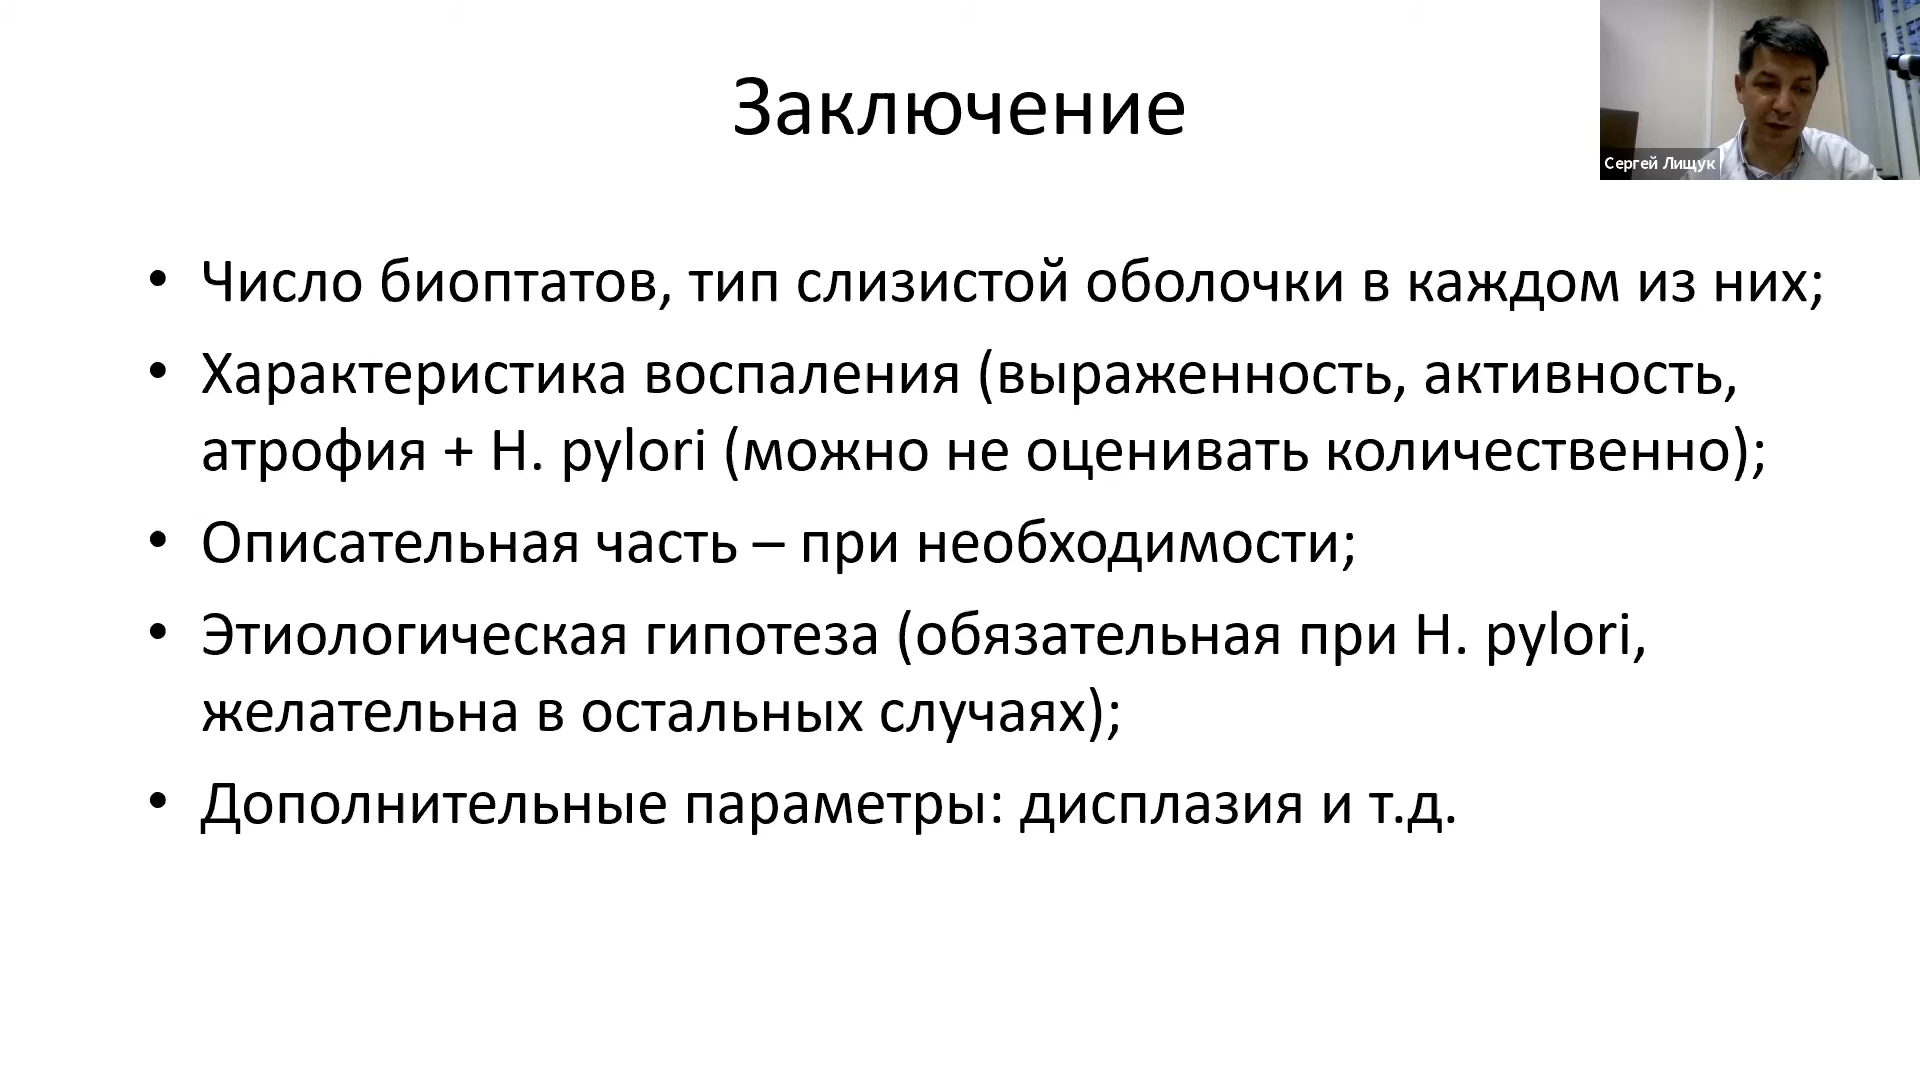 Заключение
Сергей Лищук
• Число биоптатов, тип слизистой оболочки в каждом из них;
• Характеристика воспаления (выраженность, активность,
атрофия + H. pylori (можно не оценивать количественно);
• Описательная часть – при необходимости;
• Этиологическая гипотеза (обязательная при H. pylori,
желательна в остальных случаях);
• Дополнительные параметры: дисплазия и т.д.